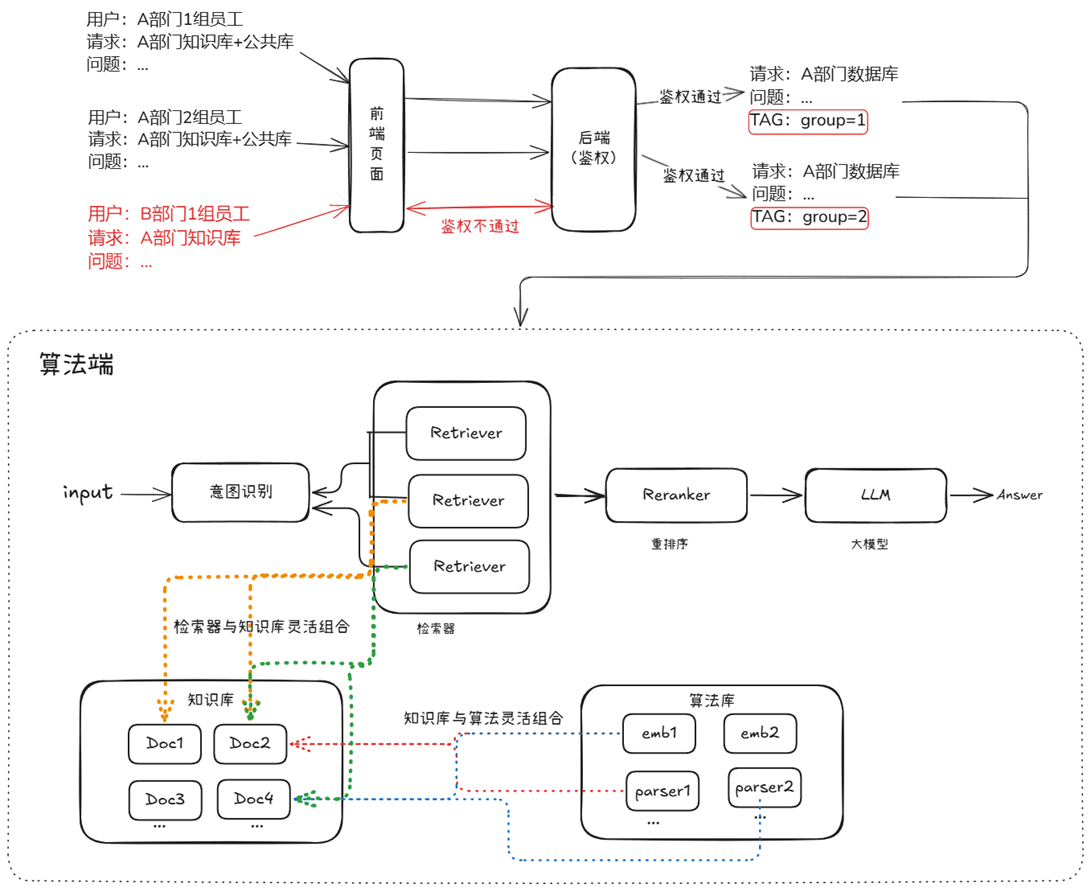 用户：A部门1组员工
请求：A部门知识库+公共库
问题：...
用户：A部门2组员工
请求：A部门知识库+公共库
问题：...
用户：B部门1组员工
请求：A部门知识库
问题：...
前端页面
后端
（鉴权）
鉴权不通过
鉴权通过
请求：A部门数据库
问题：...
TAG：group=1
鉴权通过
请求：A部门数据库
问题：...
TAG：group=2
算法端
input
意图识别
Retriever
Retriever
Retriever
检索器
Reranker
重排序
LLM
大模型
Answer
检索器与知识库灵活组合
知识库
Doc1
Doc2
Doc3
Doc4
...
...
知识库与算法灵活组合
算法库
emb1
emb2
parser1
parser2
...
...